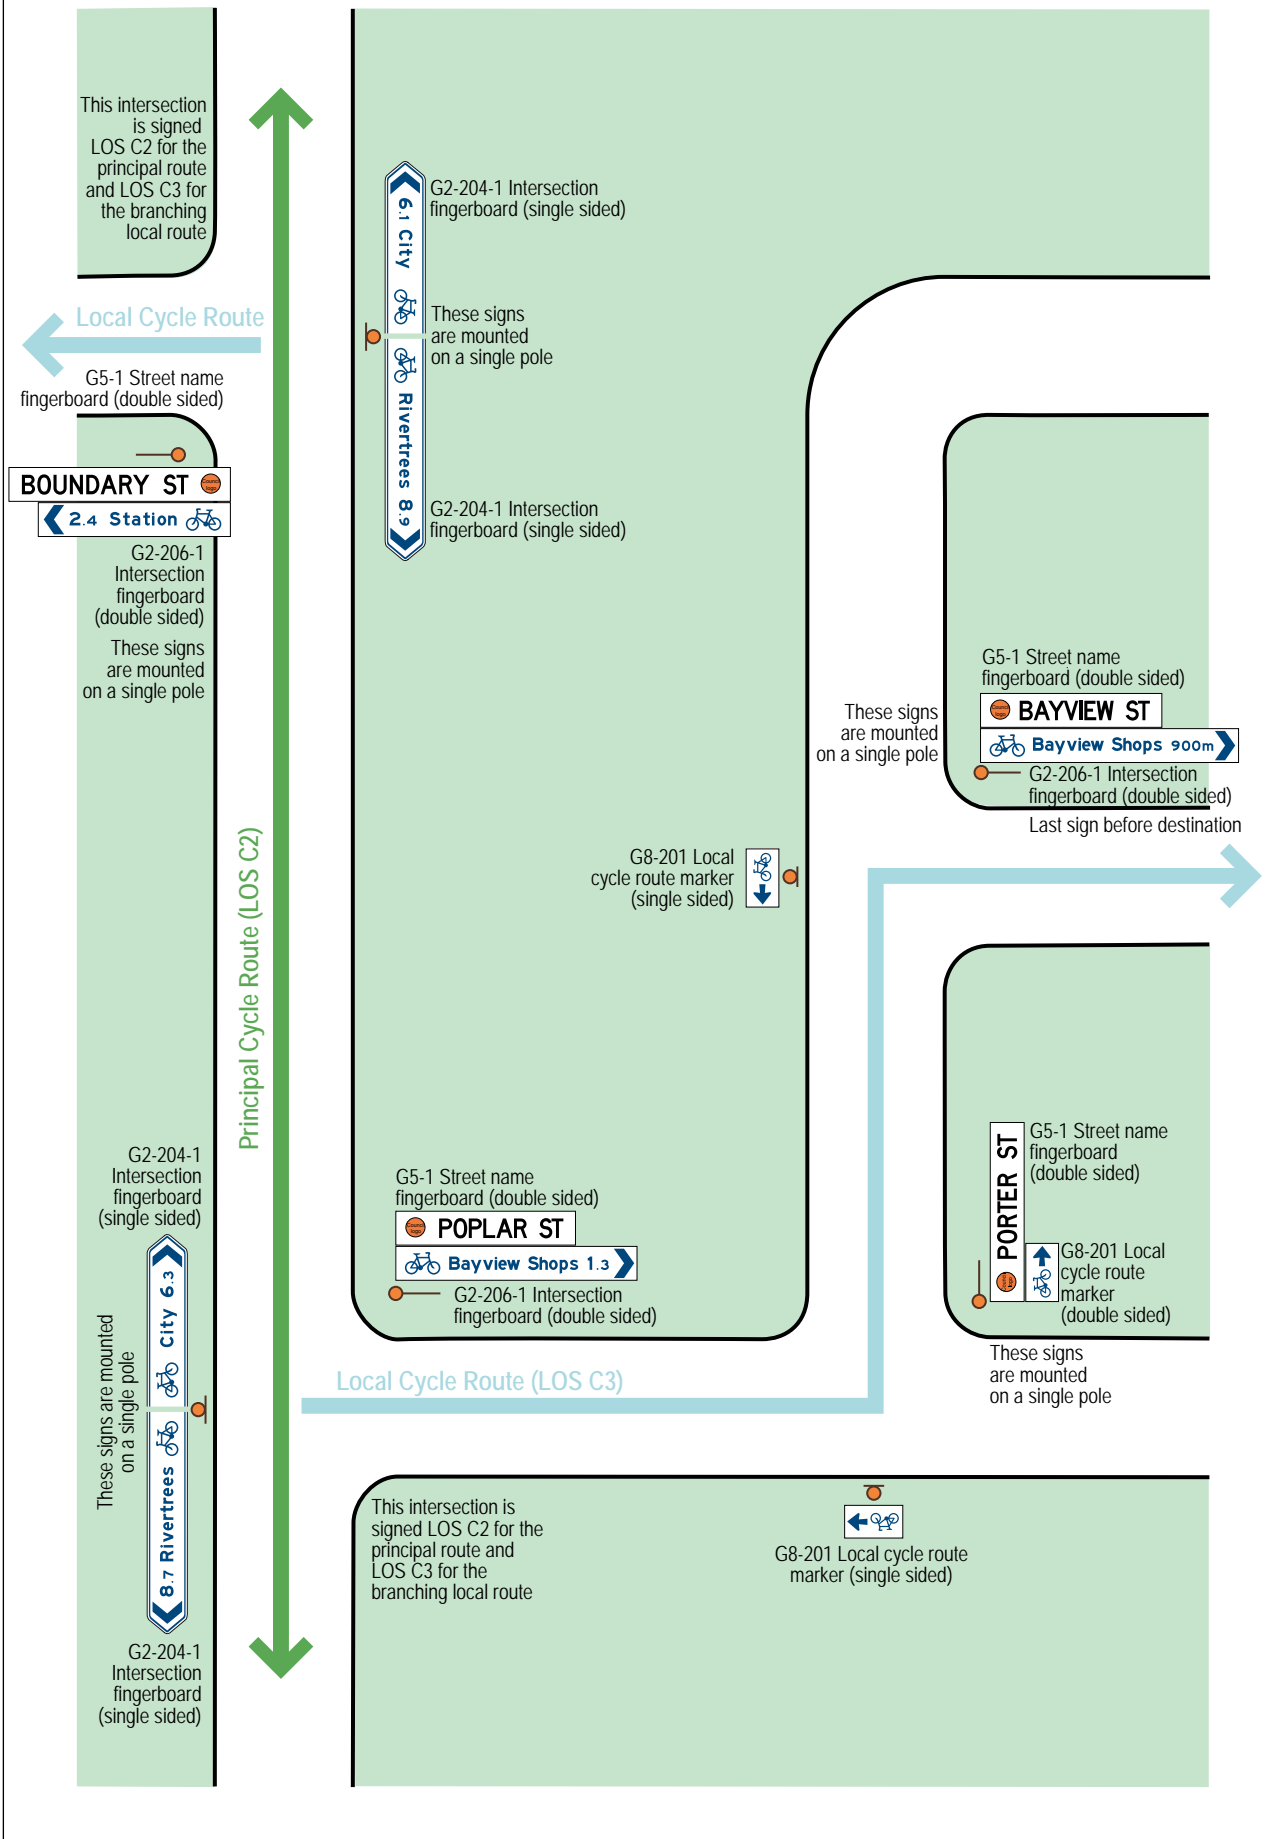 This intersection
is signed
LOS C2 for the
principal route
and LOS C3 for
the branching
local route
G2-204-1 Intersection
fingerboard (single sided)
6.1 City
These signs
are mounted
on a single pole
Rivertrees 8.9
G2-204-1 Intersection
fingerboard (single sided)
Local Cycle Route
G5-1 Street name
fingerboard (double sided)
BOUNDARY ST
Council
logo
2.4 Station
G2-206-1
Intersection
fingerboard
(double sided)
These signs
are mounted
on a single pole
G5-1 Street name
fingerboard (double sided)
Council
logo
BAYVIEW ST
Bayview Shops 900m
These signs
are mounted
on a single pole
G2-206-1 Intersection
fingerboard (double sided)
Last sign before destination
G8-201 Local
cycle route marker
(single sided)
Principal Cycle Route (LOS C2)
G2-204-1
Intersection
fingerboard
(single sided)
City 6.3
These signs are mounted
on a single pole
8.7 Rivertrees
G2-204-1
Intersection
fingerboard
(single sided)
G5-1 Street name
fingerboard (double sided)
Council
logo
POPLAR ST
Bayview Shops 1.3
G2-206-1 Intersection
fingerboard (double sided)
G5-1 Street name
fingerboard
(double sided)
Council
logo
PORTER ST
G8-201 Local
cycle route
marker
(double sided)
These signs
are mounted
on a single pole
Local Cycle Route (LOS C3)
This intersection is
signed LOS C2 for the
principal route and
LOS C3 for the
branching local route
G8-201 Local cycle route
marker (single sided)